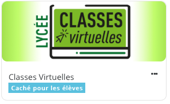 LYCÉE
CLASSES
virtuelles
Classes Virtuelles
Caché pour les élèves